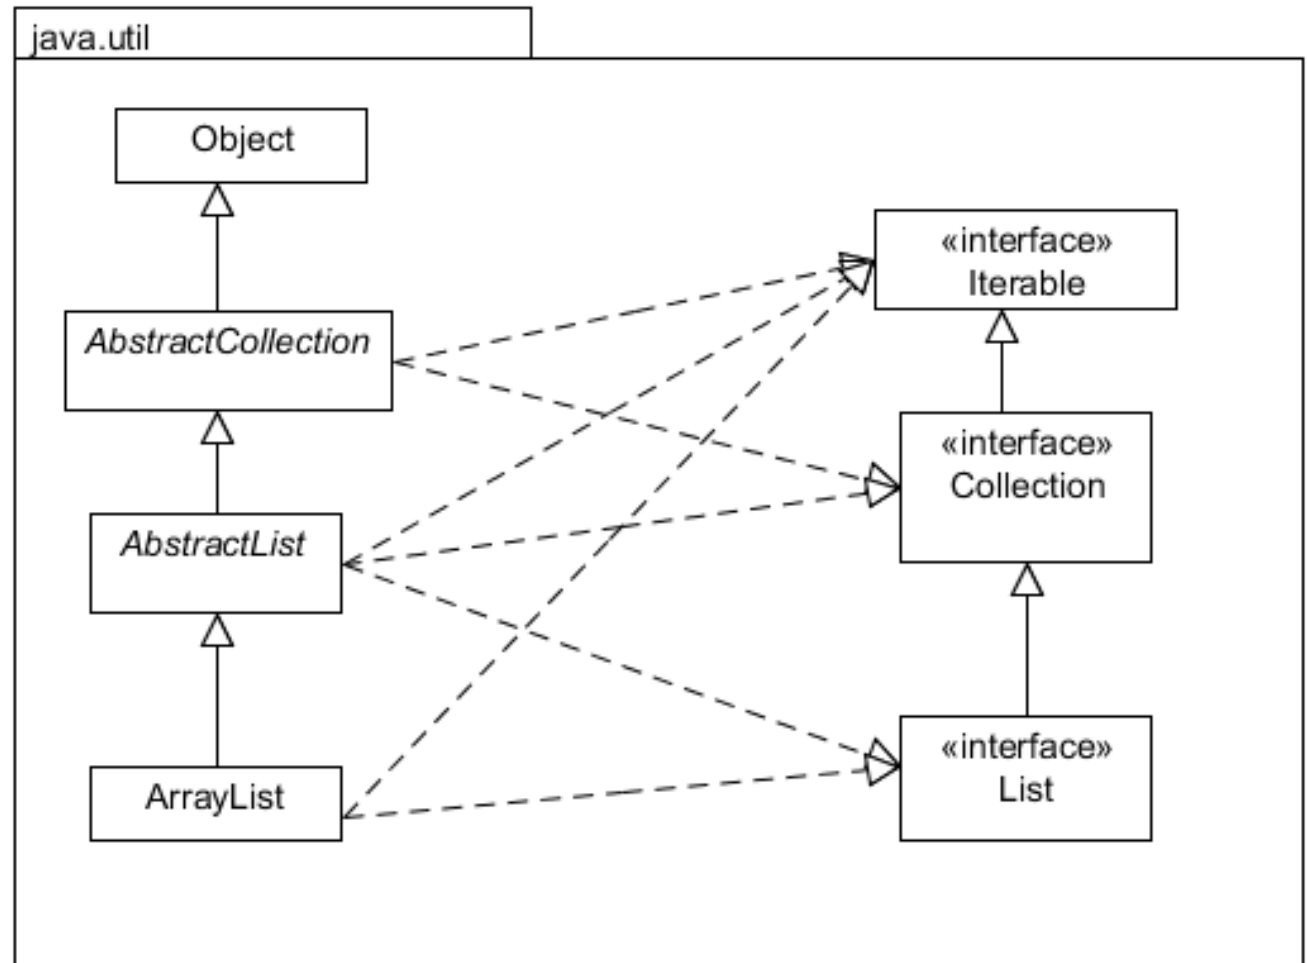 java.util
Object
«interface»
Iterable
AbstractCollection
«interface»
Collection
AbstractList
«interface»
List
ArrayList